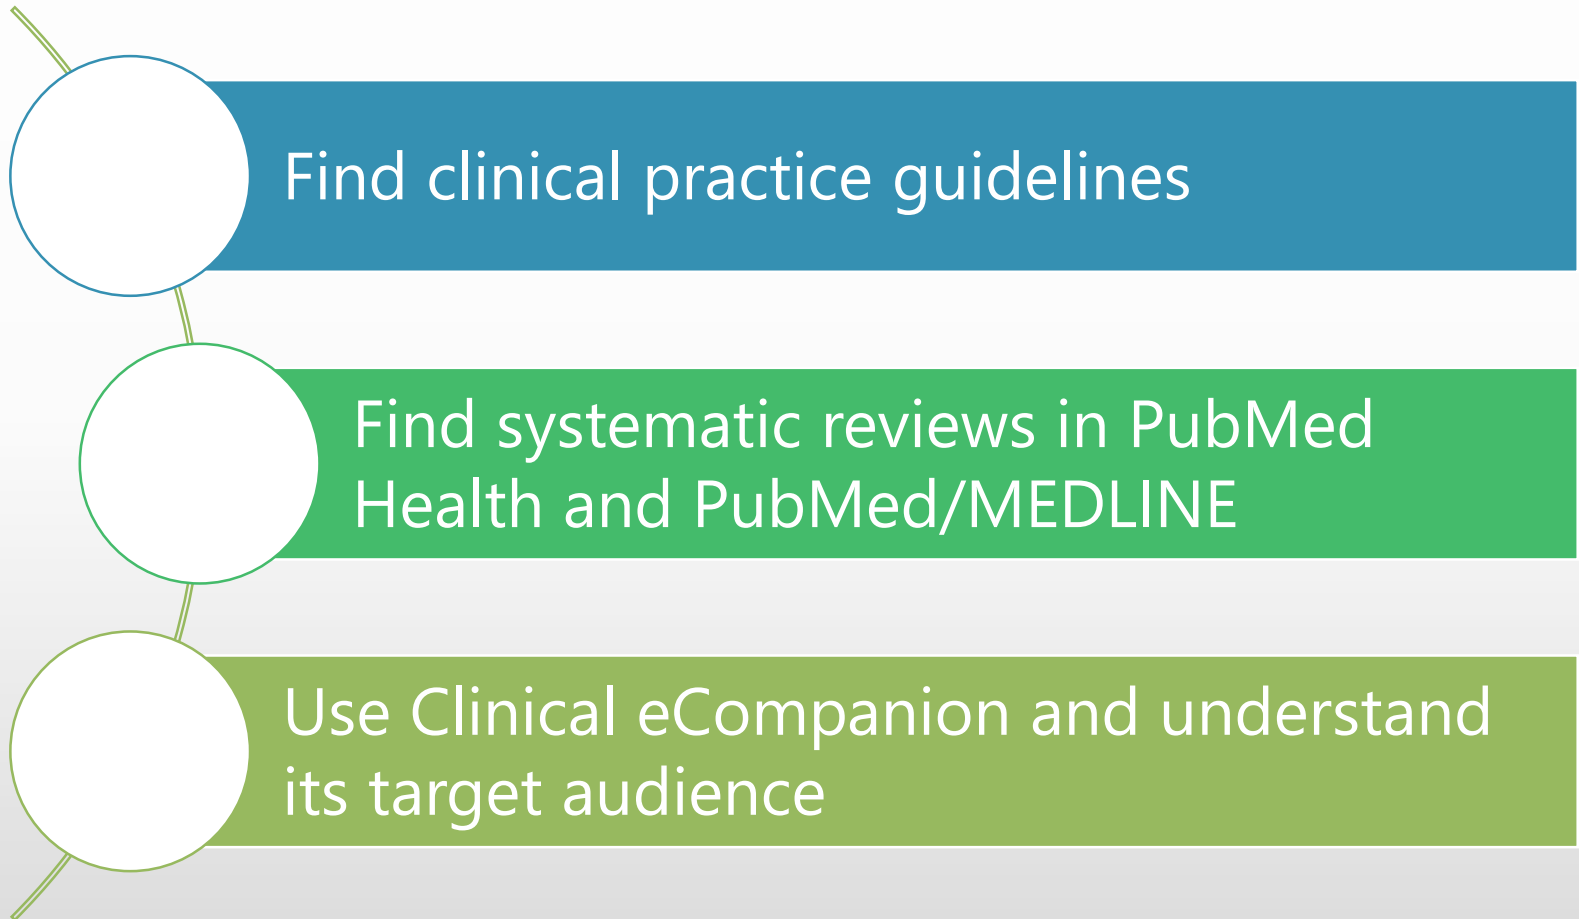 Find clinical practice guidelines
Find systematic reviews in PubMed
Health and PubMed/MEDLINE
Use Clinical eCompanion and understand
its target audience